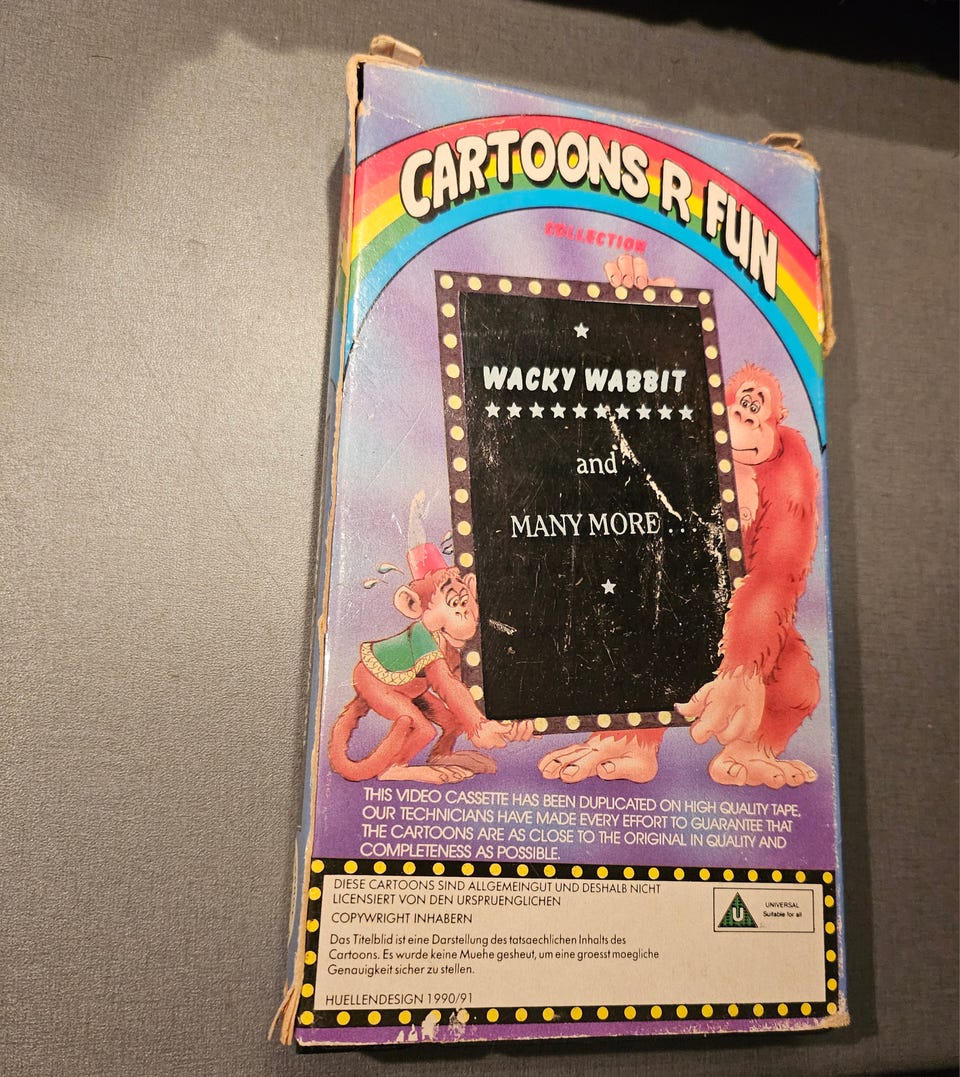 CARTOONS R FUN
COLLECTION
WACKY WABBIT
and
MANY MORE ...
THIS VIDEO CASSETTE HAS BEEN DUPLICATED ON HIGH QUALITY TAPE.
OUR TECHNICIANS HAVE MADE EVERY EFFORT TO GUARANTEE THAT
THE CARTOONS ARE AS CLOSE TO THE ORIGINAL IN QUALITY AND
COMPLETENESS AS POSSIBLE.
DIESE CARTOONS SIND ALLGEMEINGUT UND DESHALB NICHT
LICENSIERT VON DEN URSPRUENGLICHEN
COPYWRIGHT INHABERN
Das Titelblid ist eine Darstellung des tatsaechlichen Inhalts des
Cartoons. Es wurde keine Muehe gesheut, um eine groesst moegliche
Genauigkeit sicher zu stellen.
HUELLENDESIGN 1990/91
U
UNIVERSAL
Suitable for all